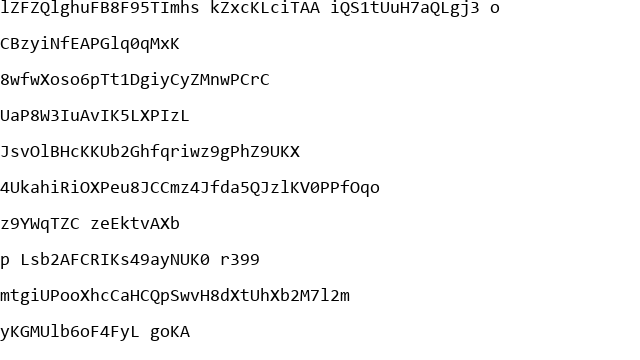 lZFZQlghuFB8F95TImhs kZxcKLciTAA iQS1tUuH7aQLgj3 o
CBzyiNfEAPGlq0qMxK
8wfwXoso6pTt1DgiyCyZMnwPCrC
UaP8W3IuAvIK5LXPIzL
JsvOlBHcKKUb2Ghfqriwz9gPhZ9UKX
4UkahiRiOXPeu8JCCmz4Jfda5QJzlKV0PPfOqo
z9YWqTZC zeEktvAXb
p Lsb2AFCRIKs49ayNUK0 r399
mtgiUPooXhcCaHCQpSwvH8dXtUhXb2M7l2m
yKGMUlb6oF4FyL goKA